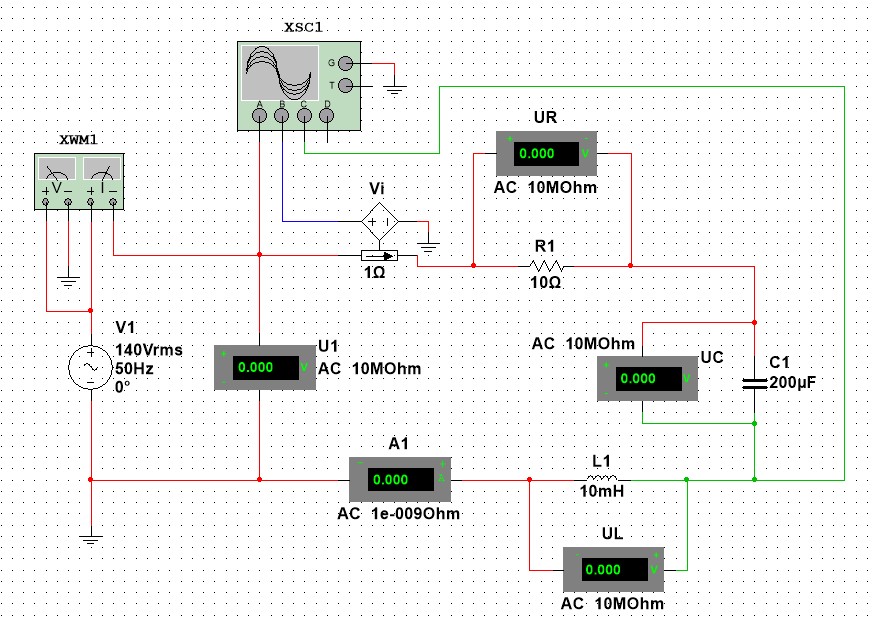 XSC1
G
T
A B C D
XWM1
V I
+ − + −
UR
+ −
0.000 V
AC 10MOhm
Vi
+ −
1Ω
R1
10Ω
V1
140Vrms
50Hz
0°
+
−
U1
+
0.000 V
-
AC 10MOhm
AC 10MOhm
UC
+
0.000 V
-
C1
200µF
A1
- +
0.000 A
AC 1e-009Ohm
L1
10mH
UL
- +
0.000 V
AC 10MOhm